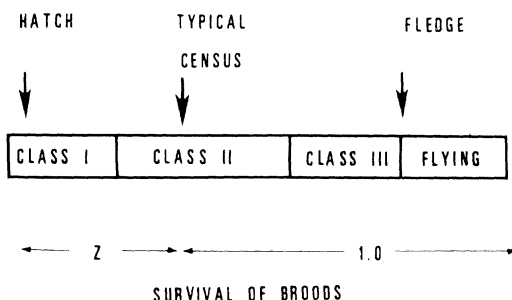 HATCH TYPICAL FLEDGE
CENSUS
CLASS I CLASS II CLASS III FLYING
Z 1.0
SURVIVAL OF BROODS